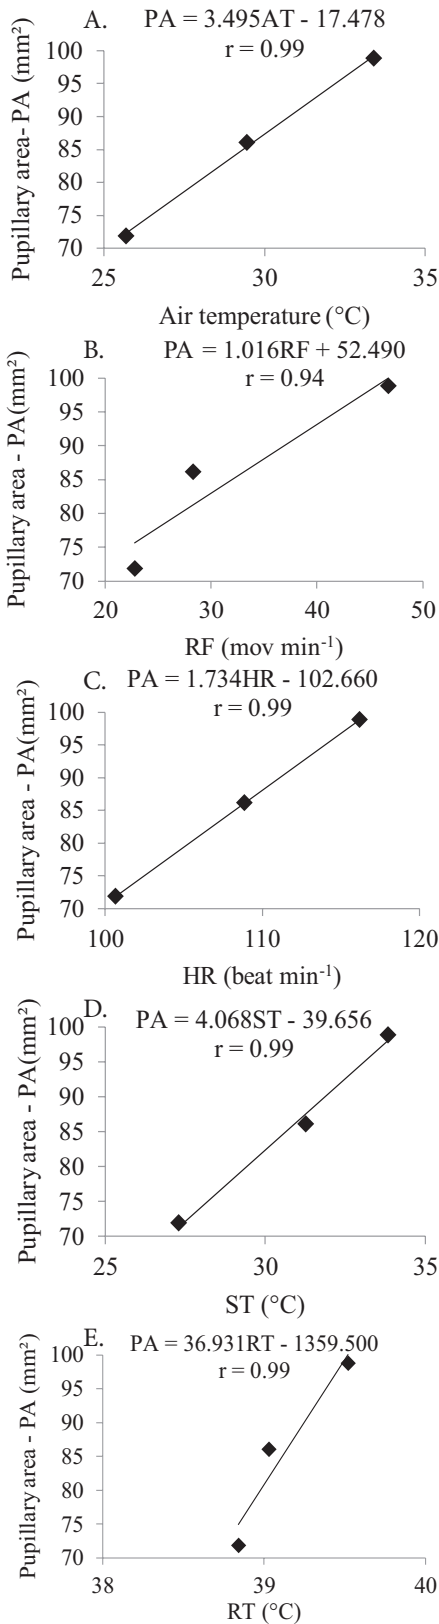 A. PA = 3.495AT - 17.478
r = 0.99
Pupillary area- PA (mm²)
100
95
90
85
80
75
70
25 30 35
Air temperature (°C)
B. PA = 1.016RF + 52.490
r = 0.94
Pupillary area - PA(mm²)
100
95
90
85
80
75
70
20 30 40 50
RF (mov min⁻¹)
C. PA = 1.734HR - 102.660
r = 0.99
Pupillary area - PA(mm²)
100
95
90
85
80
75
70
100 110 120
HR (beat min⁻¹)
D. PA = 4.068ST - 39.656
r = 0.99
Pupillary area - PA(mm²)
100
95
90
85
80
75
70
25 30 35
ST (°C)
E. PA = 36.931RT - 1359.500
r = 0.99
Pupillary area - PA (mm²)
100
95
90
85
80
75
70
38 39 40
RT (°C)